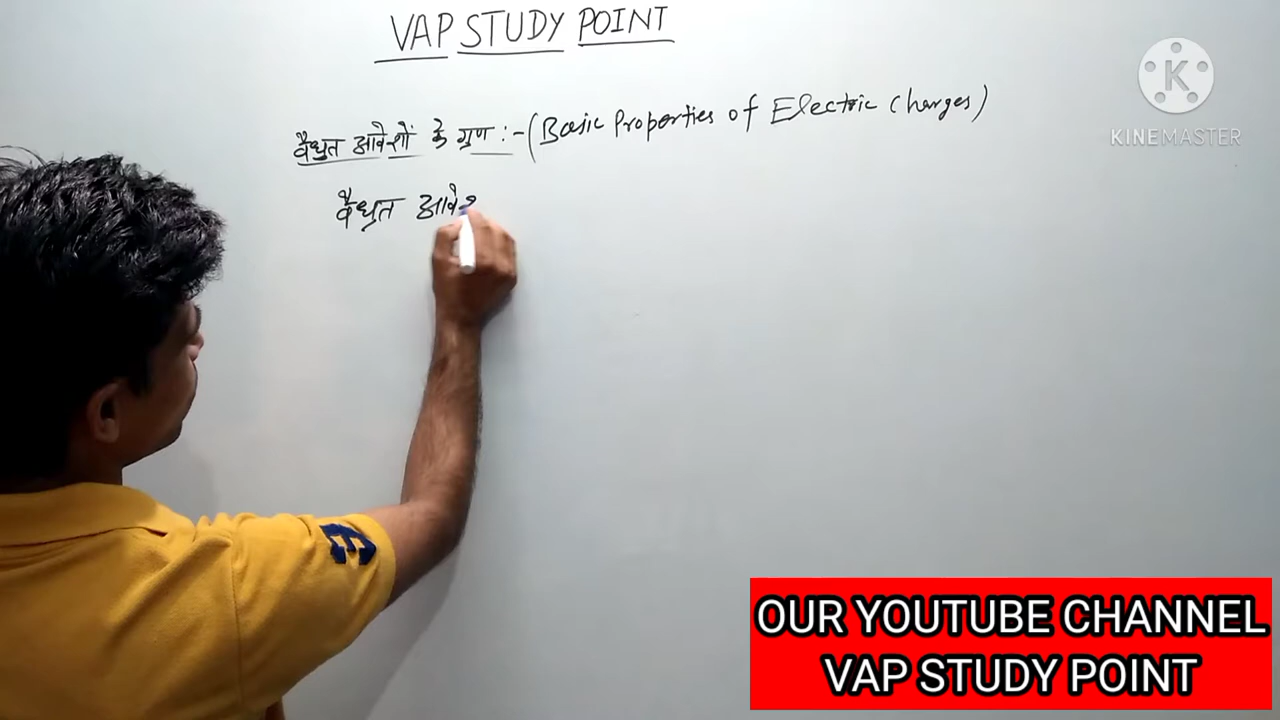 VAP STUDY POINT
वैधुत आवेशों के गुण :- (Basic Properties of Electric Charges)
वैधुत
K
KINEMASTER
OUR YOUTUBE CHANNEL
VAP STUDY POINT